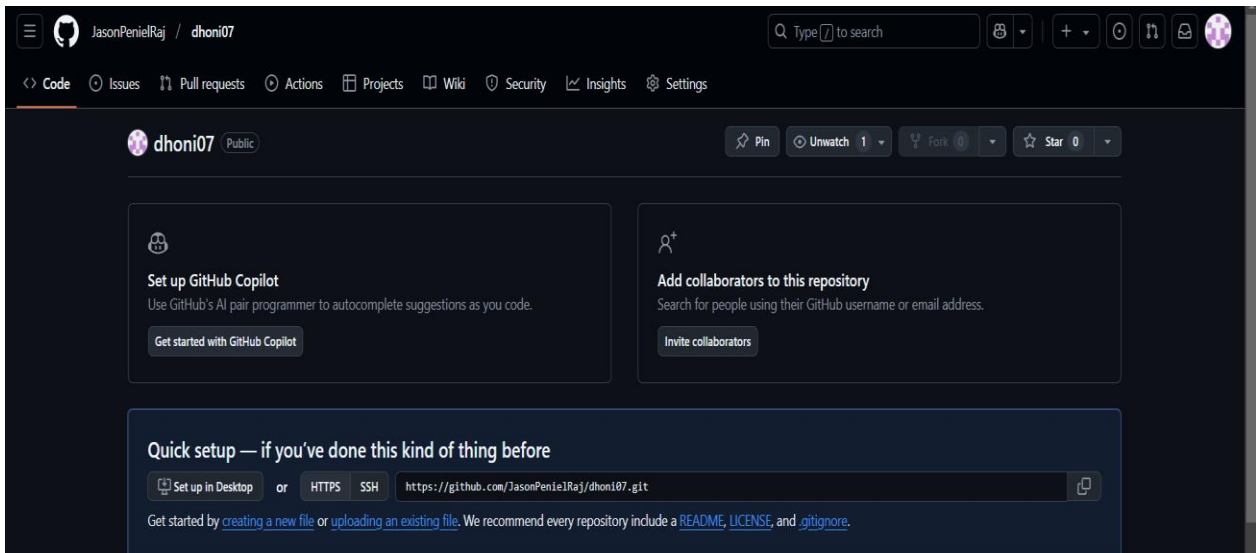 JasonPenielRaj / dhoni07
Type / to search
Code Issues Pull requests Actions Projects Wiki Security Insights Settings
dhoni07 Public
Pin Unwatch 1 Fork 0 Star 0
Set up GitHub Copilot
Use GitHub's AI pair programmer to autocomplete suggestions as you code.
Get started with GitHub Copilot
Add collaborators to this repository
Search for people using their GitHub username or email address.
Invite collaborators
Quick setup — if you've done this kind of thing before
Set up in Desktop or HTTPS SSH https://github.com/JasonPenielRaj/dhoni07.git
Get started by creating a new file or uploading an existing file. We recommend every repository include a README, LICENSE, and .gitignore.